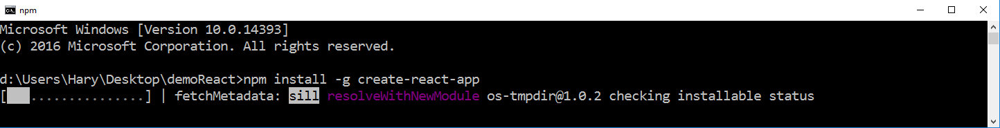 npm
Microsoft Windows [Version 10.0.14393]
(c) 2016 Microsoft Corporation. All rights reserved.
d:\Users\Hary\Desktop\demoReact>npm install -g create-react-app
[   ...............] | fetchMetadata: sill resolveWithNewModule os-tmpdir@1.0.2 checking installable status